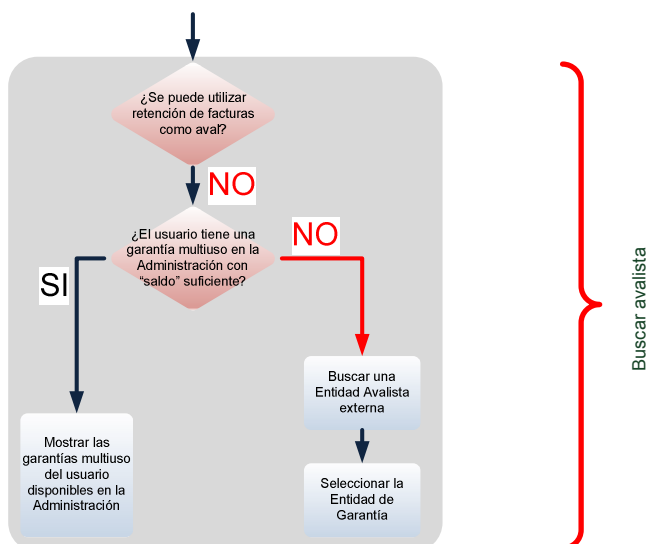 ¿Se puede utilizar
retención de facturas
como aval?
NO
¿El usuario tiene una
garantía multiuso en la
Administración con
“saldo” suficiente?
NO
SI
Buscar una
Entidad Avalista
externa
Mostrar las
garantías multiuso
del usuario
disponibles en la
Administración
Seleccionar la
Entidad de
Garantía
Buscar avalista